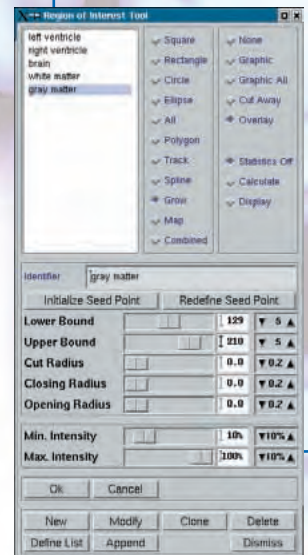 Region of Interest Tool
left ventricle
right ventricle
brain
white matter
gray matter
Square
Rectangle
Circle
Ellipse
All
Polygon
Track
Spline
Grow
Map
Combined
None
Graphic
Graphic All
Cut Away
Overlay
Statistics Off
Calculate
Display
Identifier gray matter
Initialize Seed Point Redefine Seed Point
Lower Bound 129 5
Upper Bound 210 5
Cut Radius 0.0 0.2
Closing Radius 0.0 0.2
Opening Radius 0.0 0.2
Min. Intensity 10% 10%
Max. Intensity 100% 10%
Ok Cancel
New Modify Clone Delete
Define List Append Dismiss